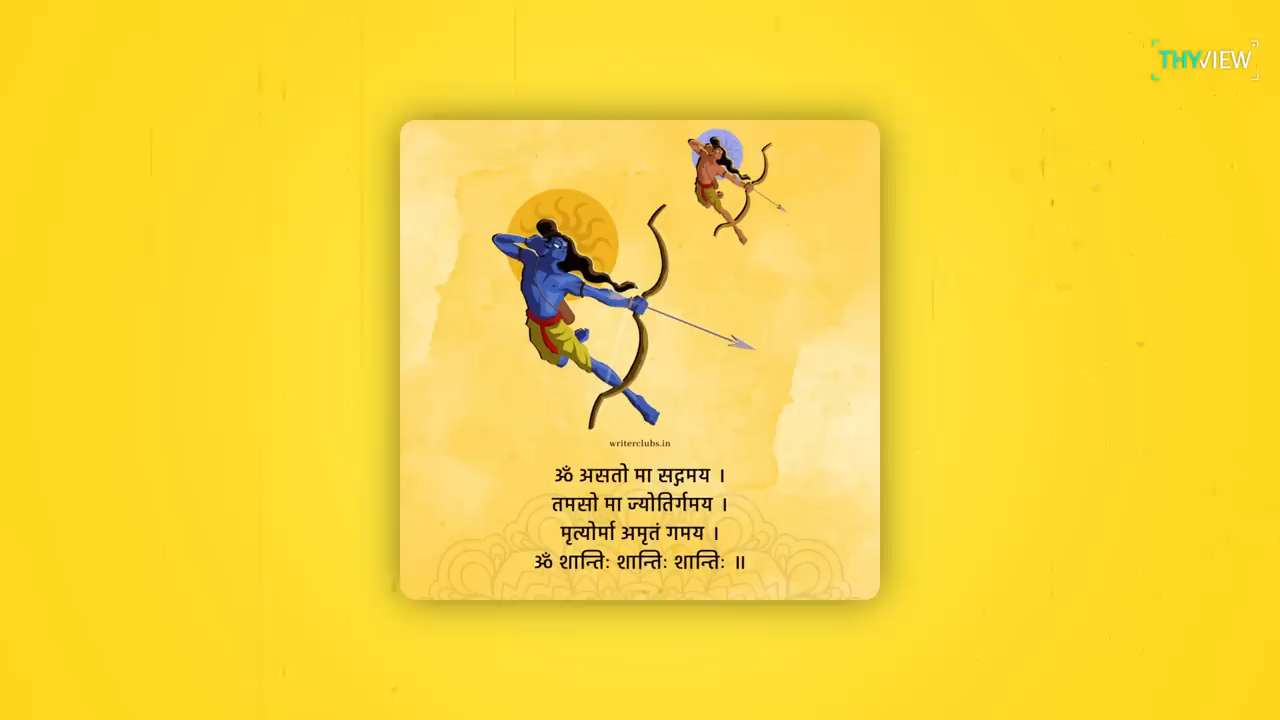 THYVIEW
writerclubs.in
ॐ असतो मा सद्गमय ।
तमसो मा ज्योतिर्गमय ।
मृत्योर्मा अमृतं गमय ।
ॐ शान्तिः शान्तिः शान्तिः ॥